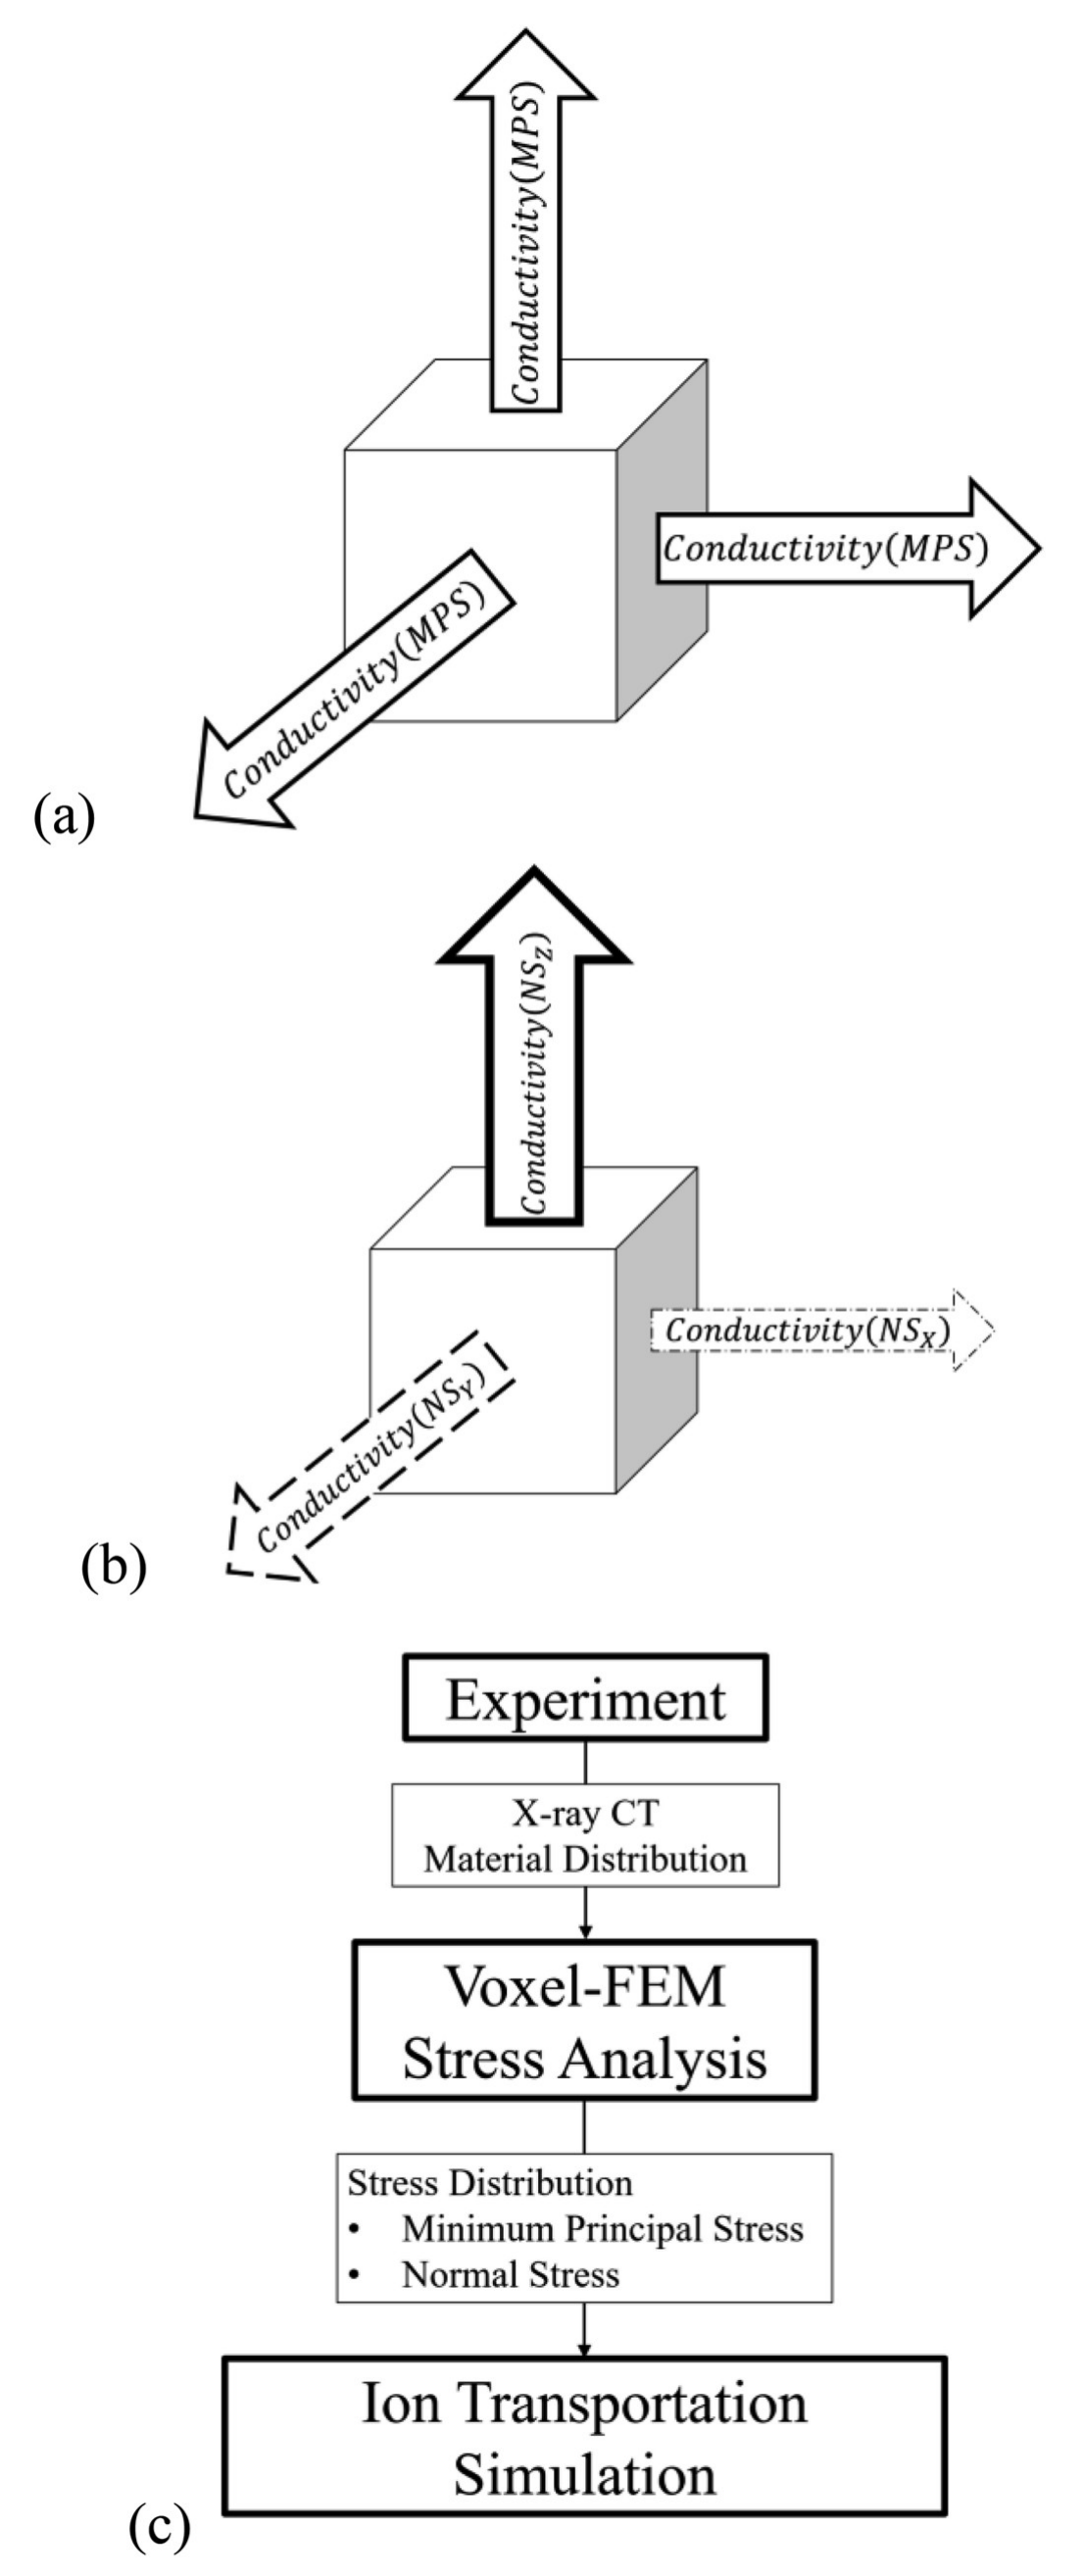 Conductivity(MPS)
Conductivity(MPS)
Conductivity(MPS)
(a)
Conductivity(NS_Z)
Conductivity(NS_X)
Conductivity(NS_Y)
(b)
Experiment
X-ray CT
Material Distribution
Voxel-FEM
Stress Analysis
Stress Distribution
• Minimum Principal Stress
• Normal Stress
Ion Transportation
Simulation
(c)